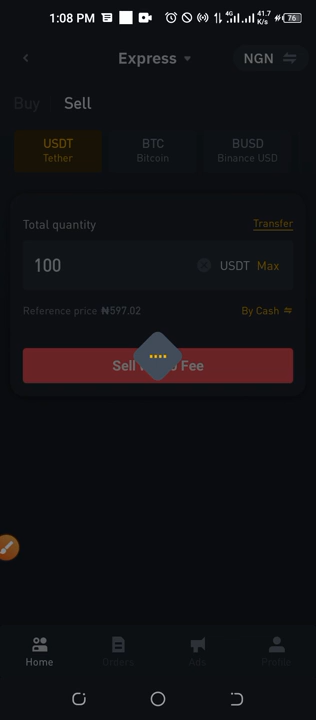 1:08 PM
4G
41.7
K/s
76
Express
NGN
Buy
Sell
USDT
Tether
BTC
Bitcoin
BUSD
Binance USD
Total quantity
Transfer
100
USDT
Max
Reference price ₦597.02
By Cash
Sell
Fee
Home
Orders
Ads
Profile